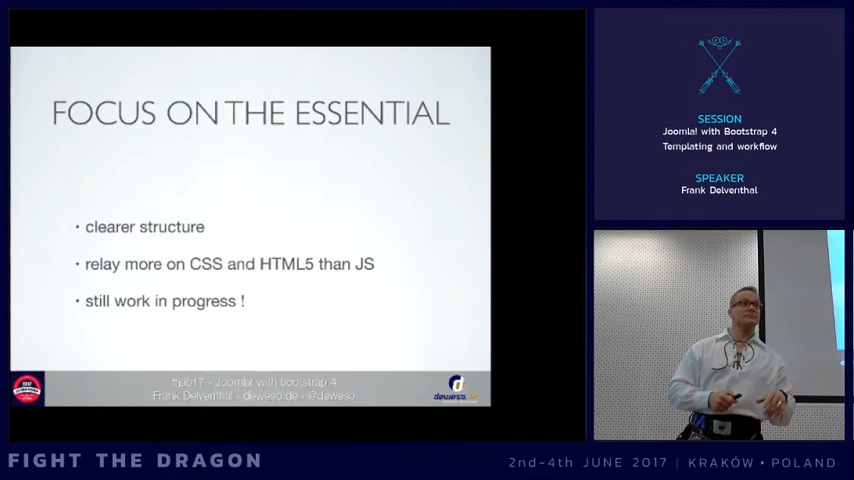 FOCUS ON THE ESSENTIAL
• clearer structure
• relay more on CSS and HTML5 than JS
• still work in progress !
#jab17 - Joomla! with bootstrap 4
Frank Delventhal - deweso.de - @deweso
deweso.de
SESSION
Joomla! with Bootstrap 4
Templating and workflow
SPEAKER
Frank Delventhal
FIGHT THE DRAGON
2nd-4th JUNE 2017 | KRAKÓW • POLAND